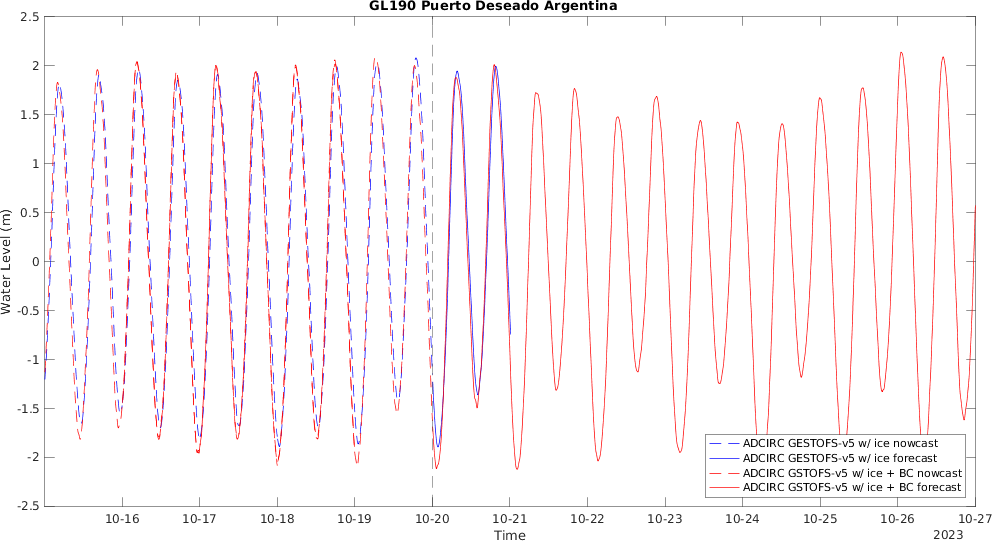 GL190 Puerto Deseado Argentina
2.5
2
1.5
1
0.5
0
-0.5
-1
-1.5
-2
-2.5
Water Level (m)
ADCIRC GESTOFS-v5 w/ ice nowcast
ADCIRC GESTOFS-v5 w/ ice forecast
ADCIRC GSTOFS-v5 w/ ice + BC nowcast
ADCIRC GSTOFS-v5 w/ ice + BC forecast
10-16 10-17 10-18 10-19 10-20 10-21 10-22 10-23 10-24 10-25 10-26 10-27
Time
2023